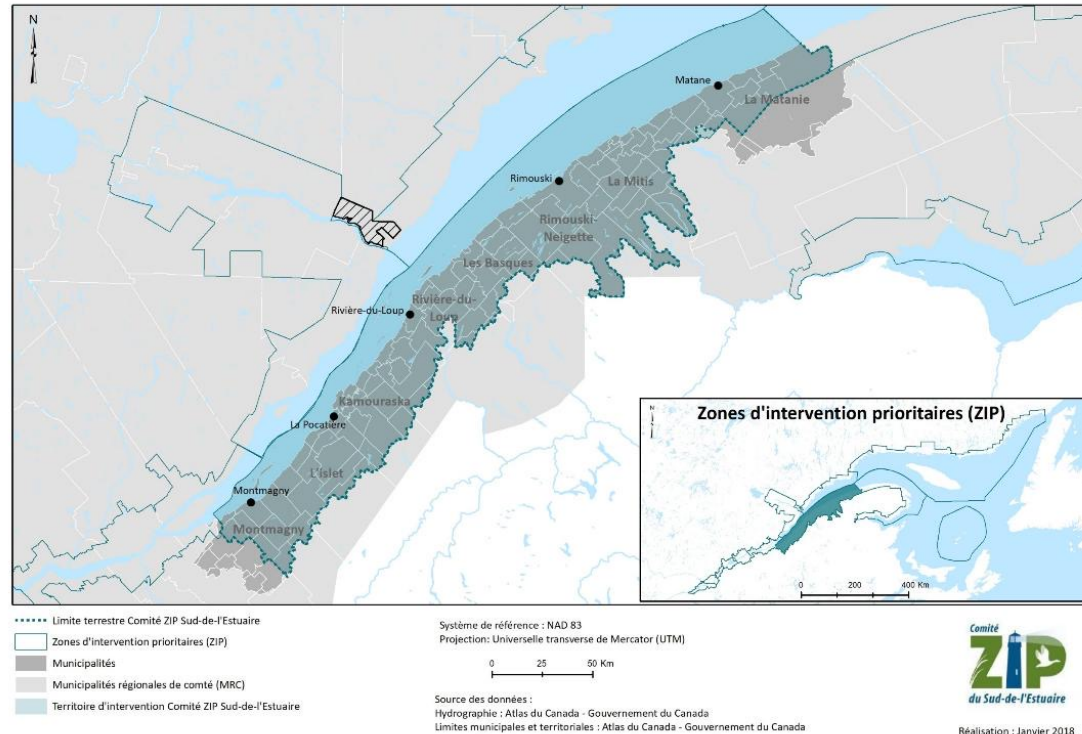 N
Matane
La Matanie
Rimouski
La Mitis
Rimouski-
Neigette
Les Basques
Rivière-du-Loup
Rivière-du-
Loup
Kamouraska
La Pocatière
L'Islet
Montmagny
Montmagny
N
Zones d'intervention prioritaires (ZIP)
0 200 400 Km
Limite terrestre Comité ZIP Sud-de-l'Estuaire
Zones d'intervention prioritaires (ZIP)
Municipalités
Municipalités régionales de comté (MRC)
Territoire d'intervention Comité ZIP Sud-de-l'Estuaire
Système de référence : NAD 83
Projection: Universelle transverse de Mercator (UTM)
0 25 50 Km
Source des données :
Hydrographie : Atlas du Canada - Gouvernement du Canada
Limites municipales et territoriales : Atlas du Canada - Gouvernement du Canada
Comité
ZIP
du Sud-de-l'Estuaire
Réalisation : Janvier 2018